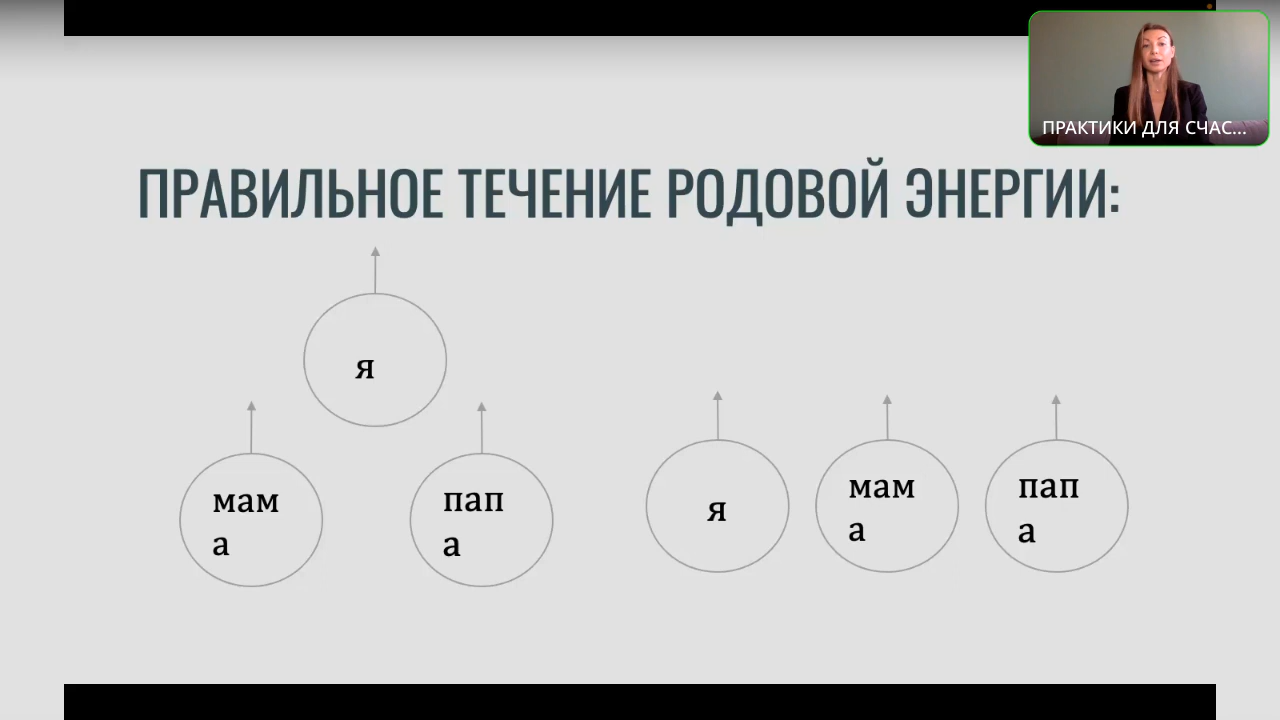 ПРАКТИКИ ДЛЯ СЧАС...
ПРАВИЛЬНОЕ ТЕЧЕНИЕ РОДОВОЙ ЭНЕРГИИ:
я
мам
а
пап
а
я
мам
а
пап
а